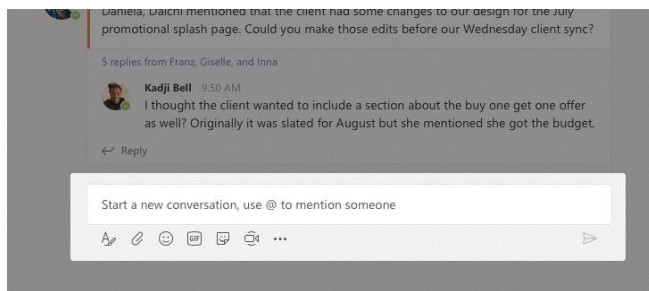 Daniela, Daichi mentioned that the client had some changes to our design for the July
promotional splash page. Could you make those edits before our Wednesday client sync?
5 replies from Franz, Giselle, and Inna
Kadji Bell 9:50 AM
I thought the client wanted to include a section about the buy one get one offer
as well? Originally it was slated for August but she mentioned she got the budget.
Reply
Start a new conversation, use @ to mention someone
GIF